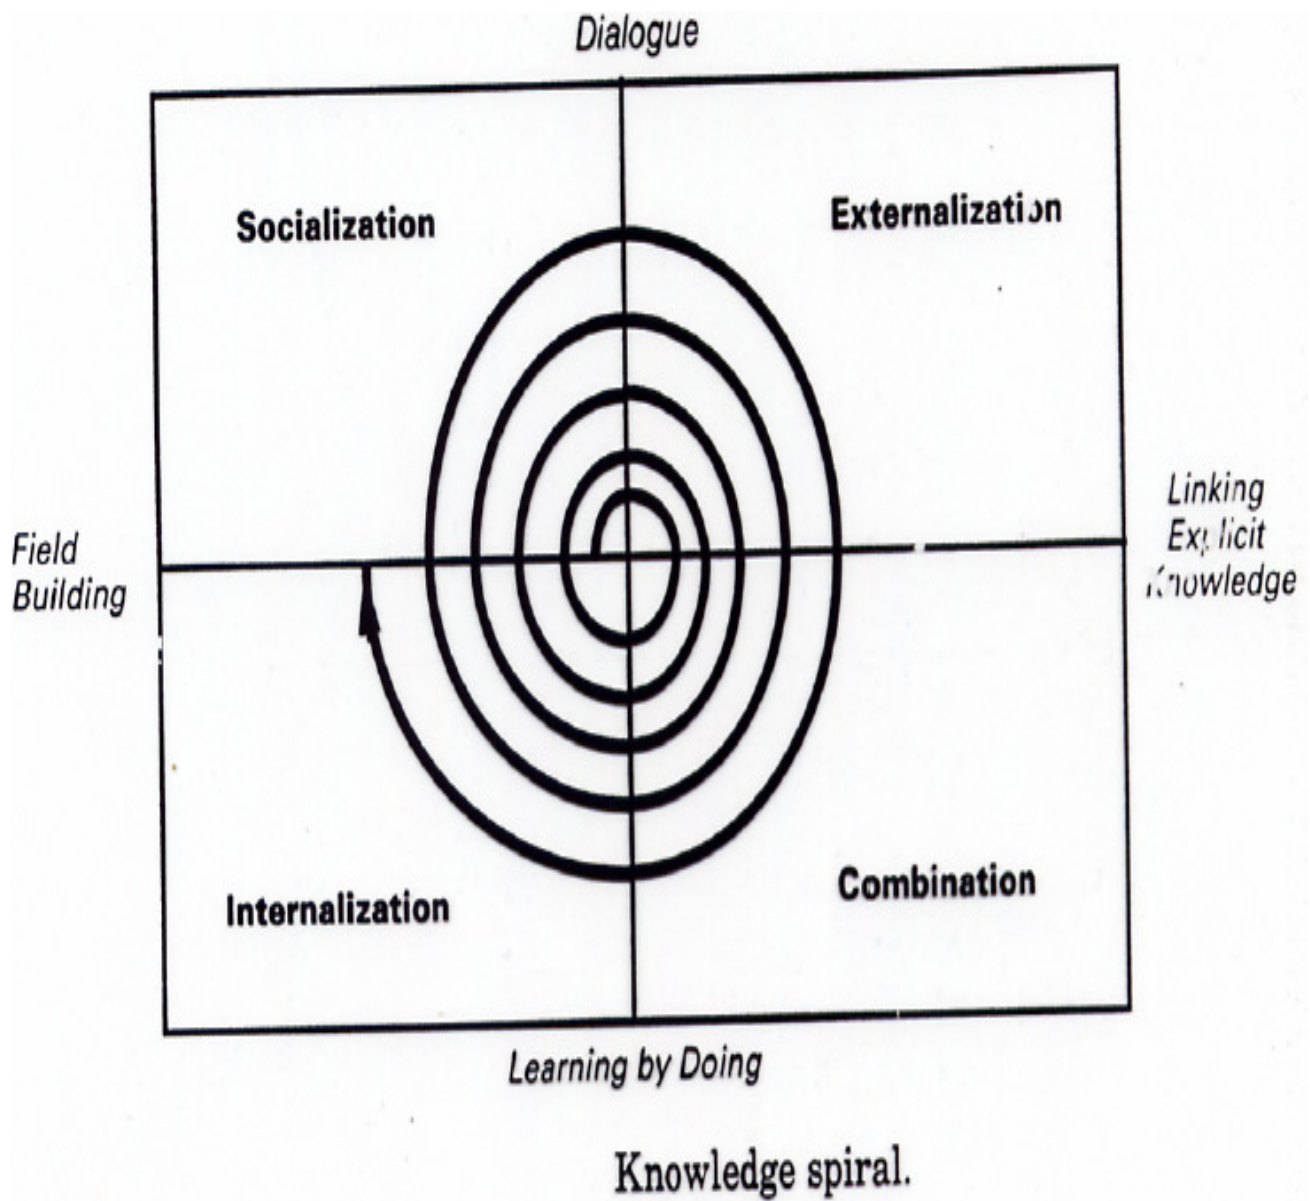 Dialogue
Socialization
Externalization
Field
Building
Linking
Explicit
Knowledge
Internalization
Combination
Learning by Doing
Knowledge spiral.